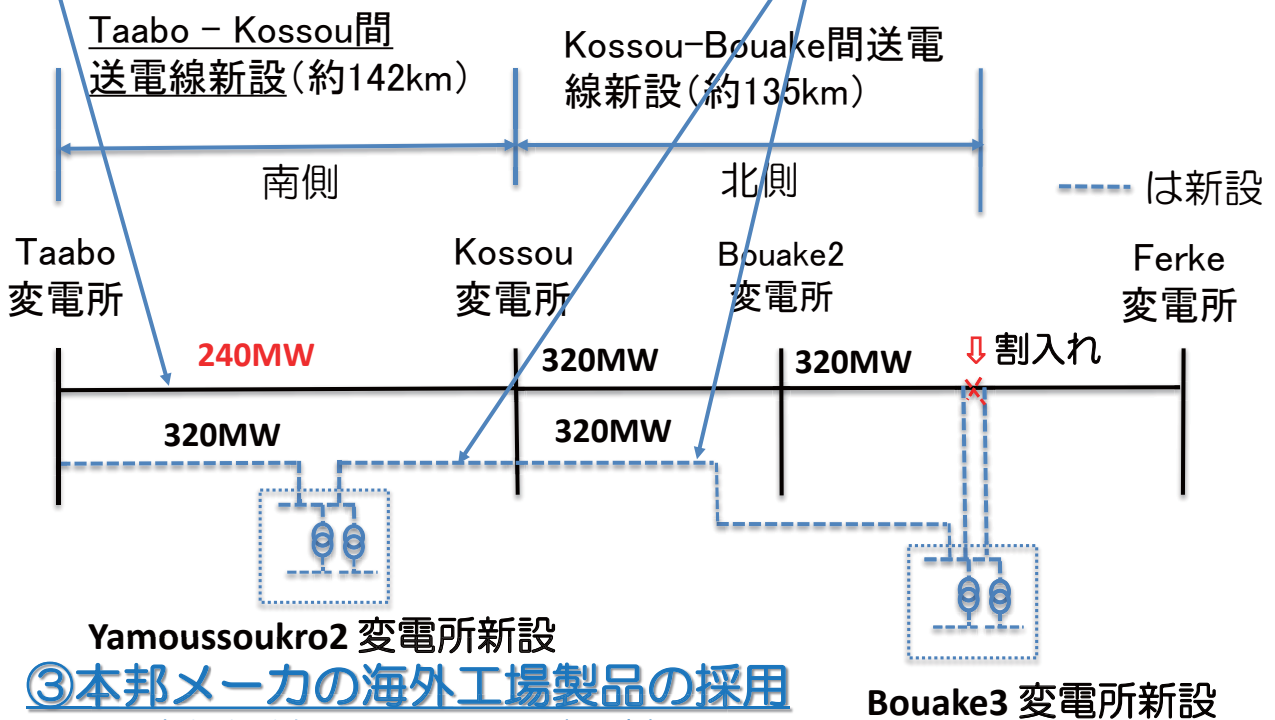 Taabo - Kossou間
送電線新設(約142km)
Kossou-Bouake間送電
線新設(約135km)
南側
北側
は新設
Taabo
変電所
Kossou
変電所
Bouake2
変電所
Ferke
変電所
240MW
320MW
320MW
⇩割入れ
320MW
320MW
Yamoussoukro2 変電所新設
③本邦メーカの海外工場製品の採用
Bouake3 変電所新設